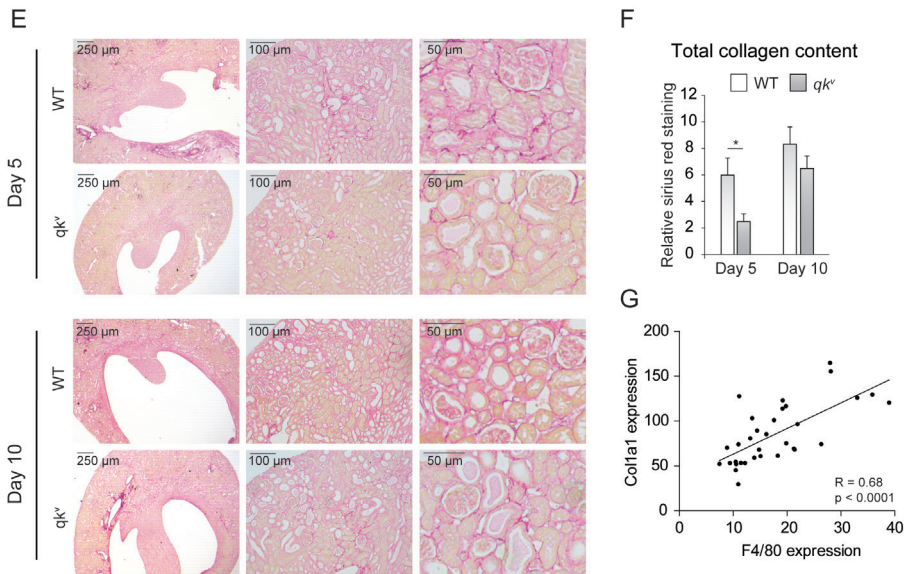 E
Day 5
WT
250 µm
100 µm
50 µm
qkᵛ
250 µm
100 µm
50 µm
Day 10
WT
250 µm
100 µm
50 µm
qkᵛ
250 µm
100 µm
50 µm
F
Total collagen content
WT qkᵛ
Relative sirius red staining
12
10
8
6
4
2
0
*
Day 5 Day 10
G
Col1a1 expression
200
150
100
50
0
R = 0.68
p < 0.0001
0 10 20 30 40
F4/80 expression